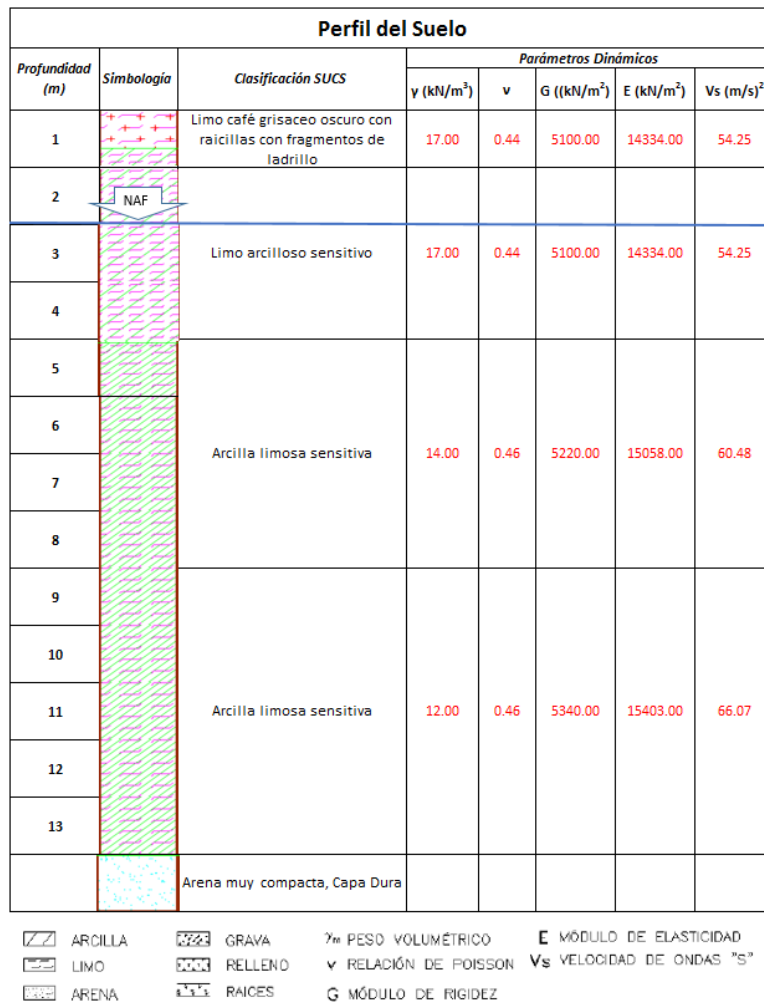 Perfil del Suelo
Profundidad (m) Simbología Clasificación SUCS Parámetros Dinámicos
γ (kN/m³) ν G ((kN/m²) E (kN/m²) Vs (m/s)²
1 Limo café grisaceo oscuro con raicillas con fragmentos de ladrillo 17.00 0.44 5100.00 14334.00 54.25
2 NAF
3 Limo arcilloso sensitivo 17.00 0.44 5100.00 14334.00 54.25
4
5
6
Arcilla limosa sensitiva 14.00 0.46 5220.00 15058.00 60.48
7
8
9
10
11 Arcilla limosa sensitiva 12.00 0.46 5340.00 15403.00 66.07
12
13
Arena muy compacta, Capa Dura
ARCILLA GRAVA γm PESO VOLUMÉTRICO E MÓDULO DE ELASTICIDAD
LIMO RELLENO ν RELACIÓN DE POISSON Vs VELOCIDAD DE ONDAS "S"
ARENA RAICES G MÓDULO DE RIGIDEZ